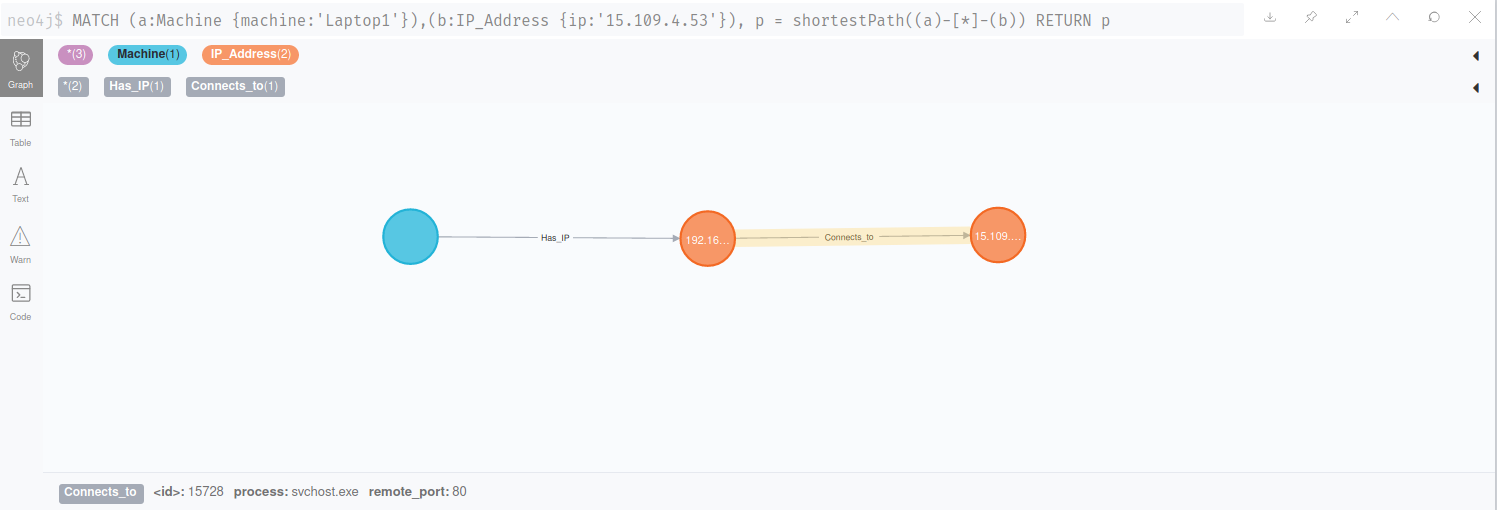 neo4j$ MATCH (a:Machine {machine:'Laptop1'}),(b:IP_Address {ip:'15.109.4.53'}), p = shortestPath((a)-[*]-(b)) RETURN p
*(3) Machine(1) IP_Address(2)
Graph
*(2) Has_IP(1) Connects_to(1)
Table
Text
Warn
Code
Has_IP 192.16... Connects_to 15.109....
Connects_to <id>: 15728 process: svchost.exe remote_port: 80